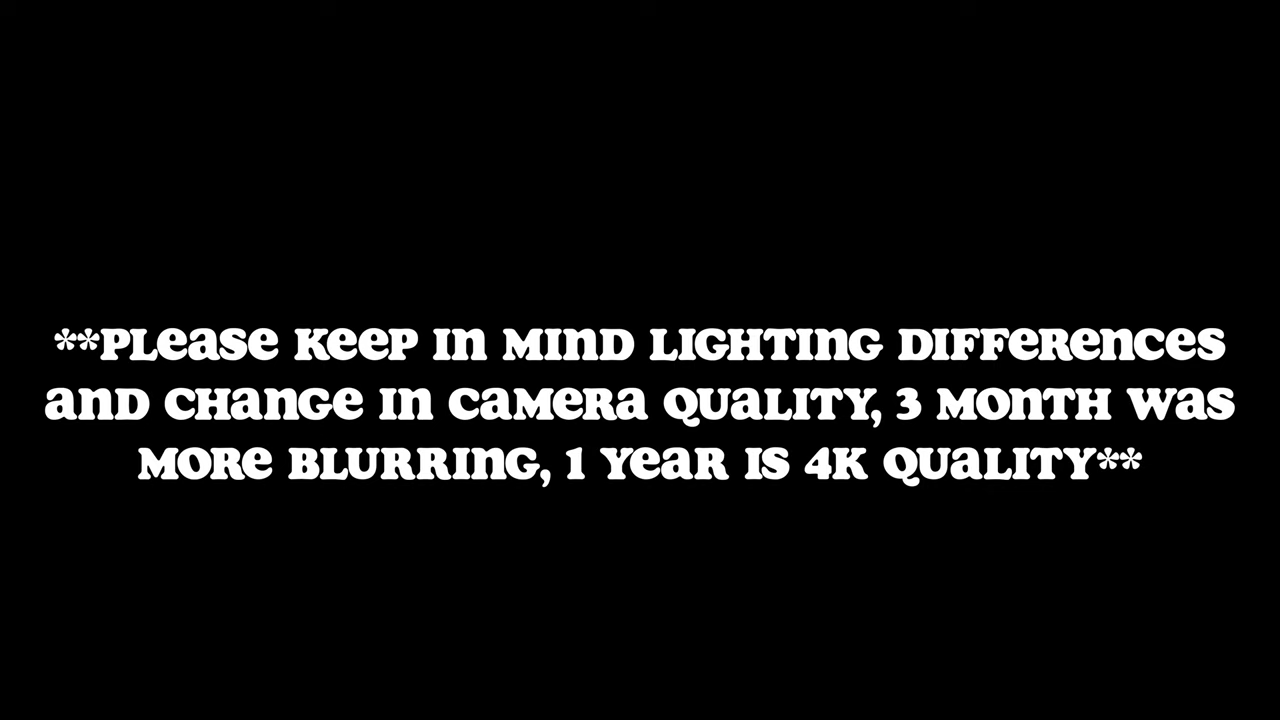 **PLease Keep in minD LIGHTinG DIFFerences
anD CHanGe in camera QuaLITY, 3 monTH was
more BLurrinG, 1 Year is 4K QuaLITY**